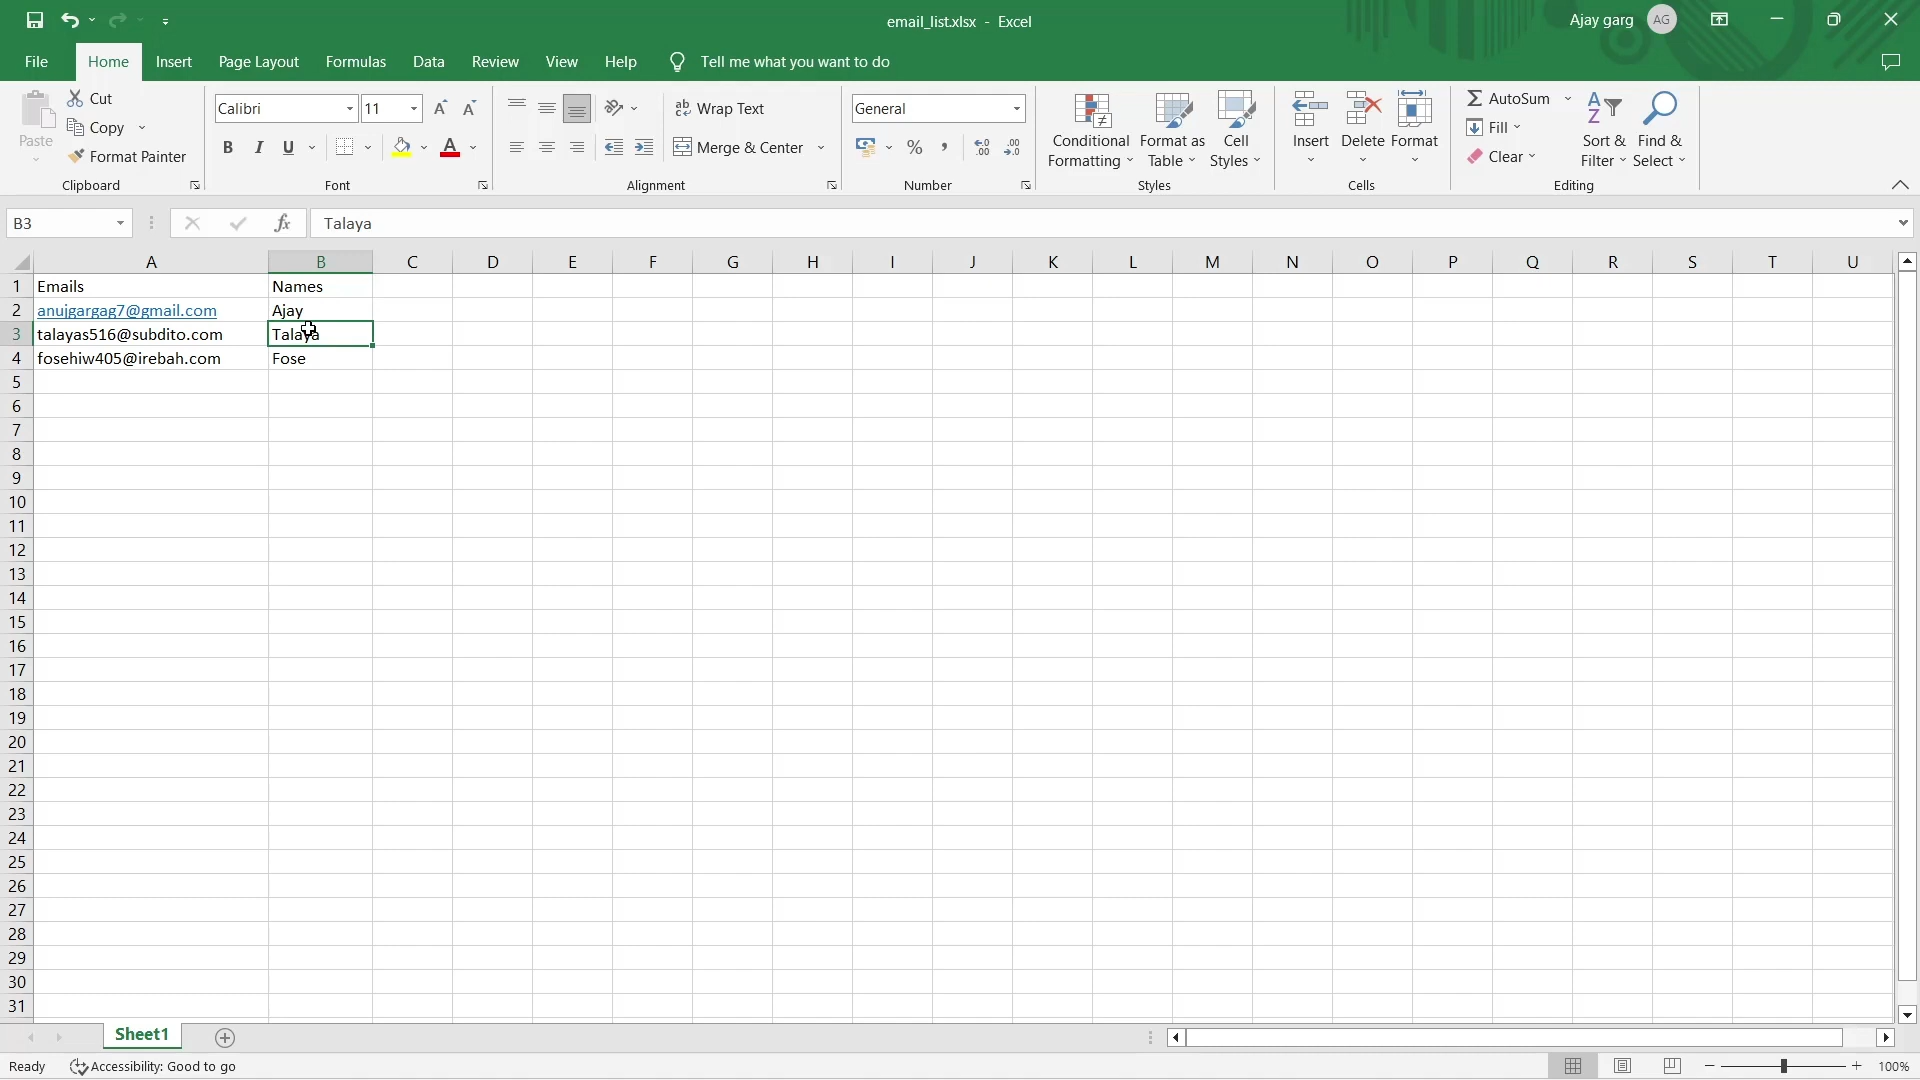 email_list.xlsx - Excel
Ajay garg AG
File Home Insert Page Layout Formulas Data Review View Help Tell me what you want to do
Paste
Cut
Copy
Format Painter
Clipboard
Calibri 11
B I U A
Font
ab Wrap Text
Merge & Center
Alignment
General
% ,
Number
Conditional Formatting
Format as Table
Cell Styles
Styles
Insert Delete Format
Cells
AutoSum
Fill
Clear
Sort & Filter
Find & Select
Editing
B3 fx Talaya
A B C D E F G H I J K L M N O P Q R S T U
1 Emails Names
2 anujgargag7@gmail.com Ajay
3 talayas516@subdito.com Talaya
4 fosehiw405@irebah.com Fose
5
6
7
8
9
10
11
12
13
14
15
16
17
18
19
20
21
22
23
24
25
26
27
28
29
30
31
Sheet1
Ready Accessibility: Good to go 100%